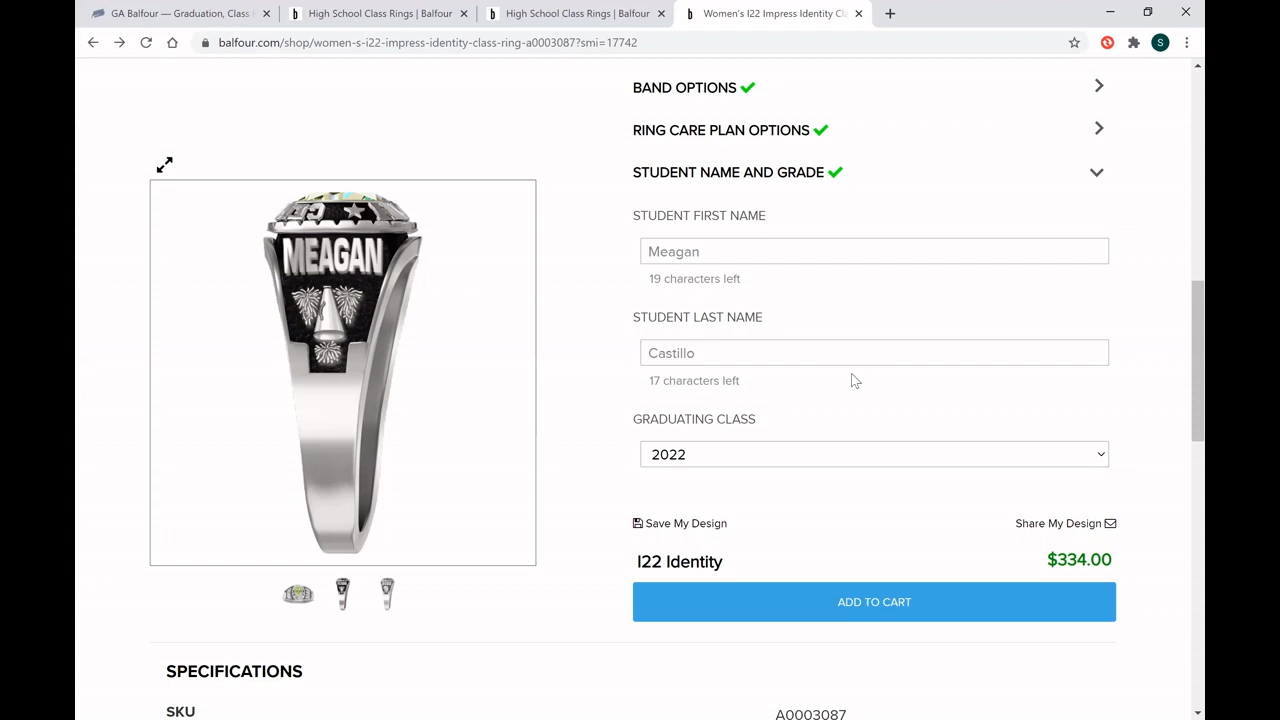 GA Balfour — Graduation, Class
High School Class Rings | Balfour
High School Class Rings | Balfour
Women's I22 Impress Identity Cla
balfour.com/shop/women-s-i22-impress-identity-class-ring-a0003087?smi=17742
S
BAND OPTIONS
RING CARE PLAN OPTIONS
STUDENT NAME AND GRADE
STUDENT FIRST NAME
Meagan
19 characters left
STUDENT LAST NAME
Castillo
17 characters left
GRADUATING CLASS
2022
MEAGAN
Save My Design
Share My Design
I22 Identity
$334.00
ADD TO CART
SPECIFICATIONS
SKU
A0003087